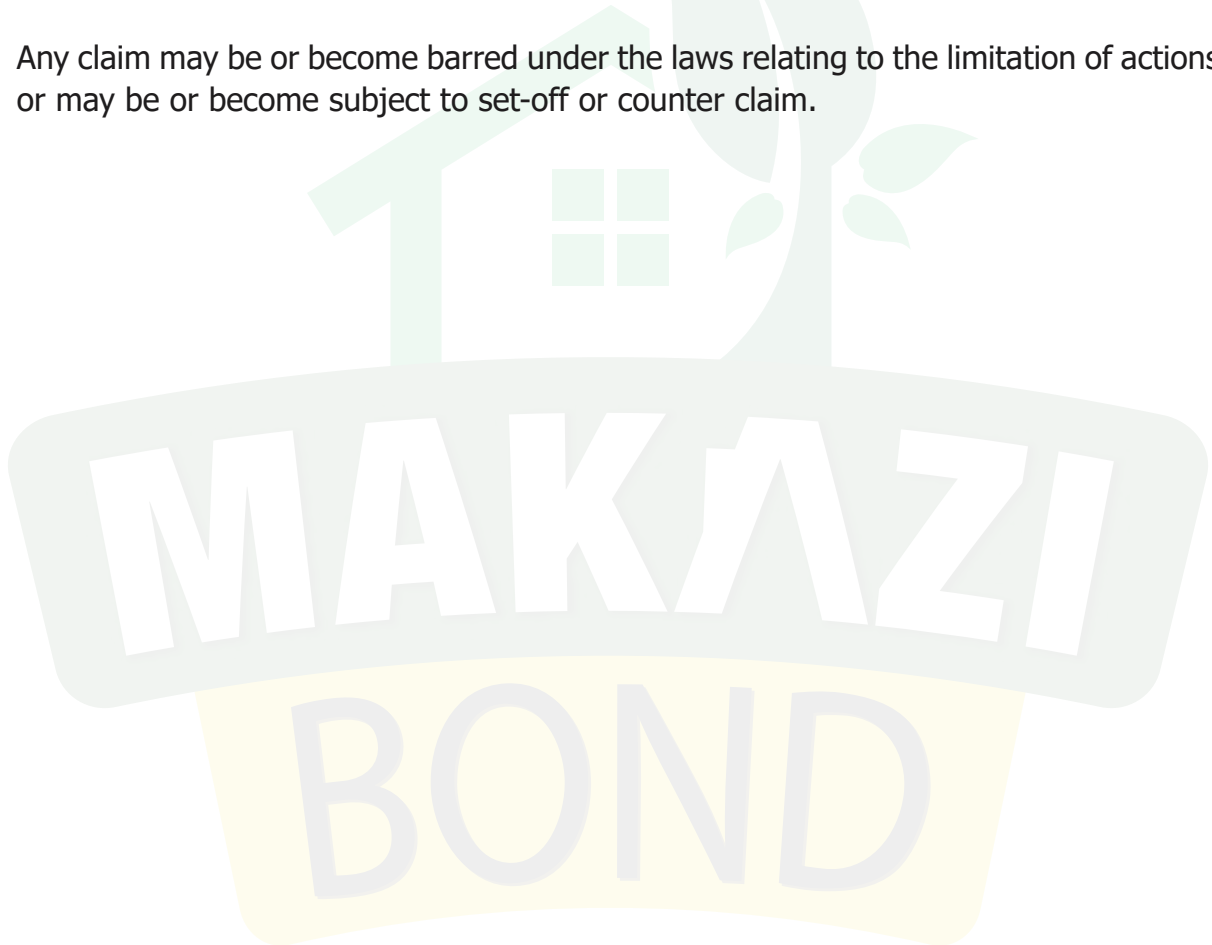 Any claim may be or become barred under the laws relating to the limitation of actions
or may be or become subject to set-off or counter claim.
MAKAZI
BOND